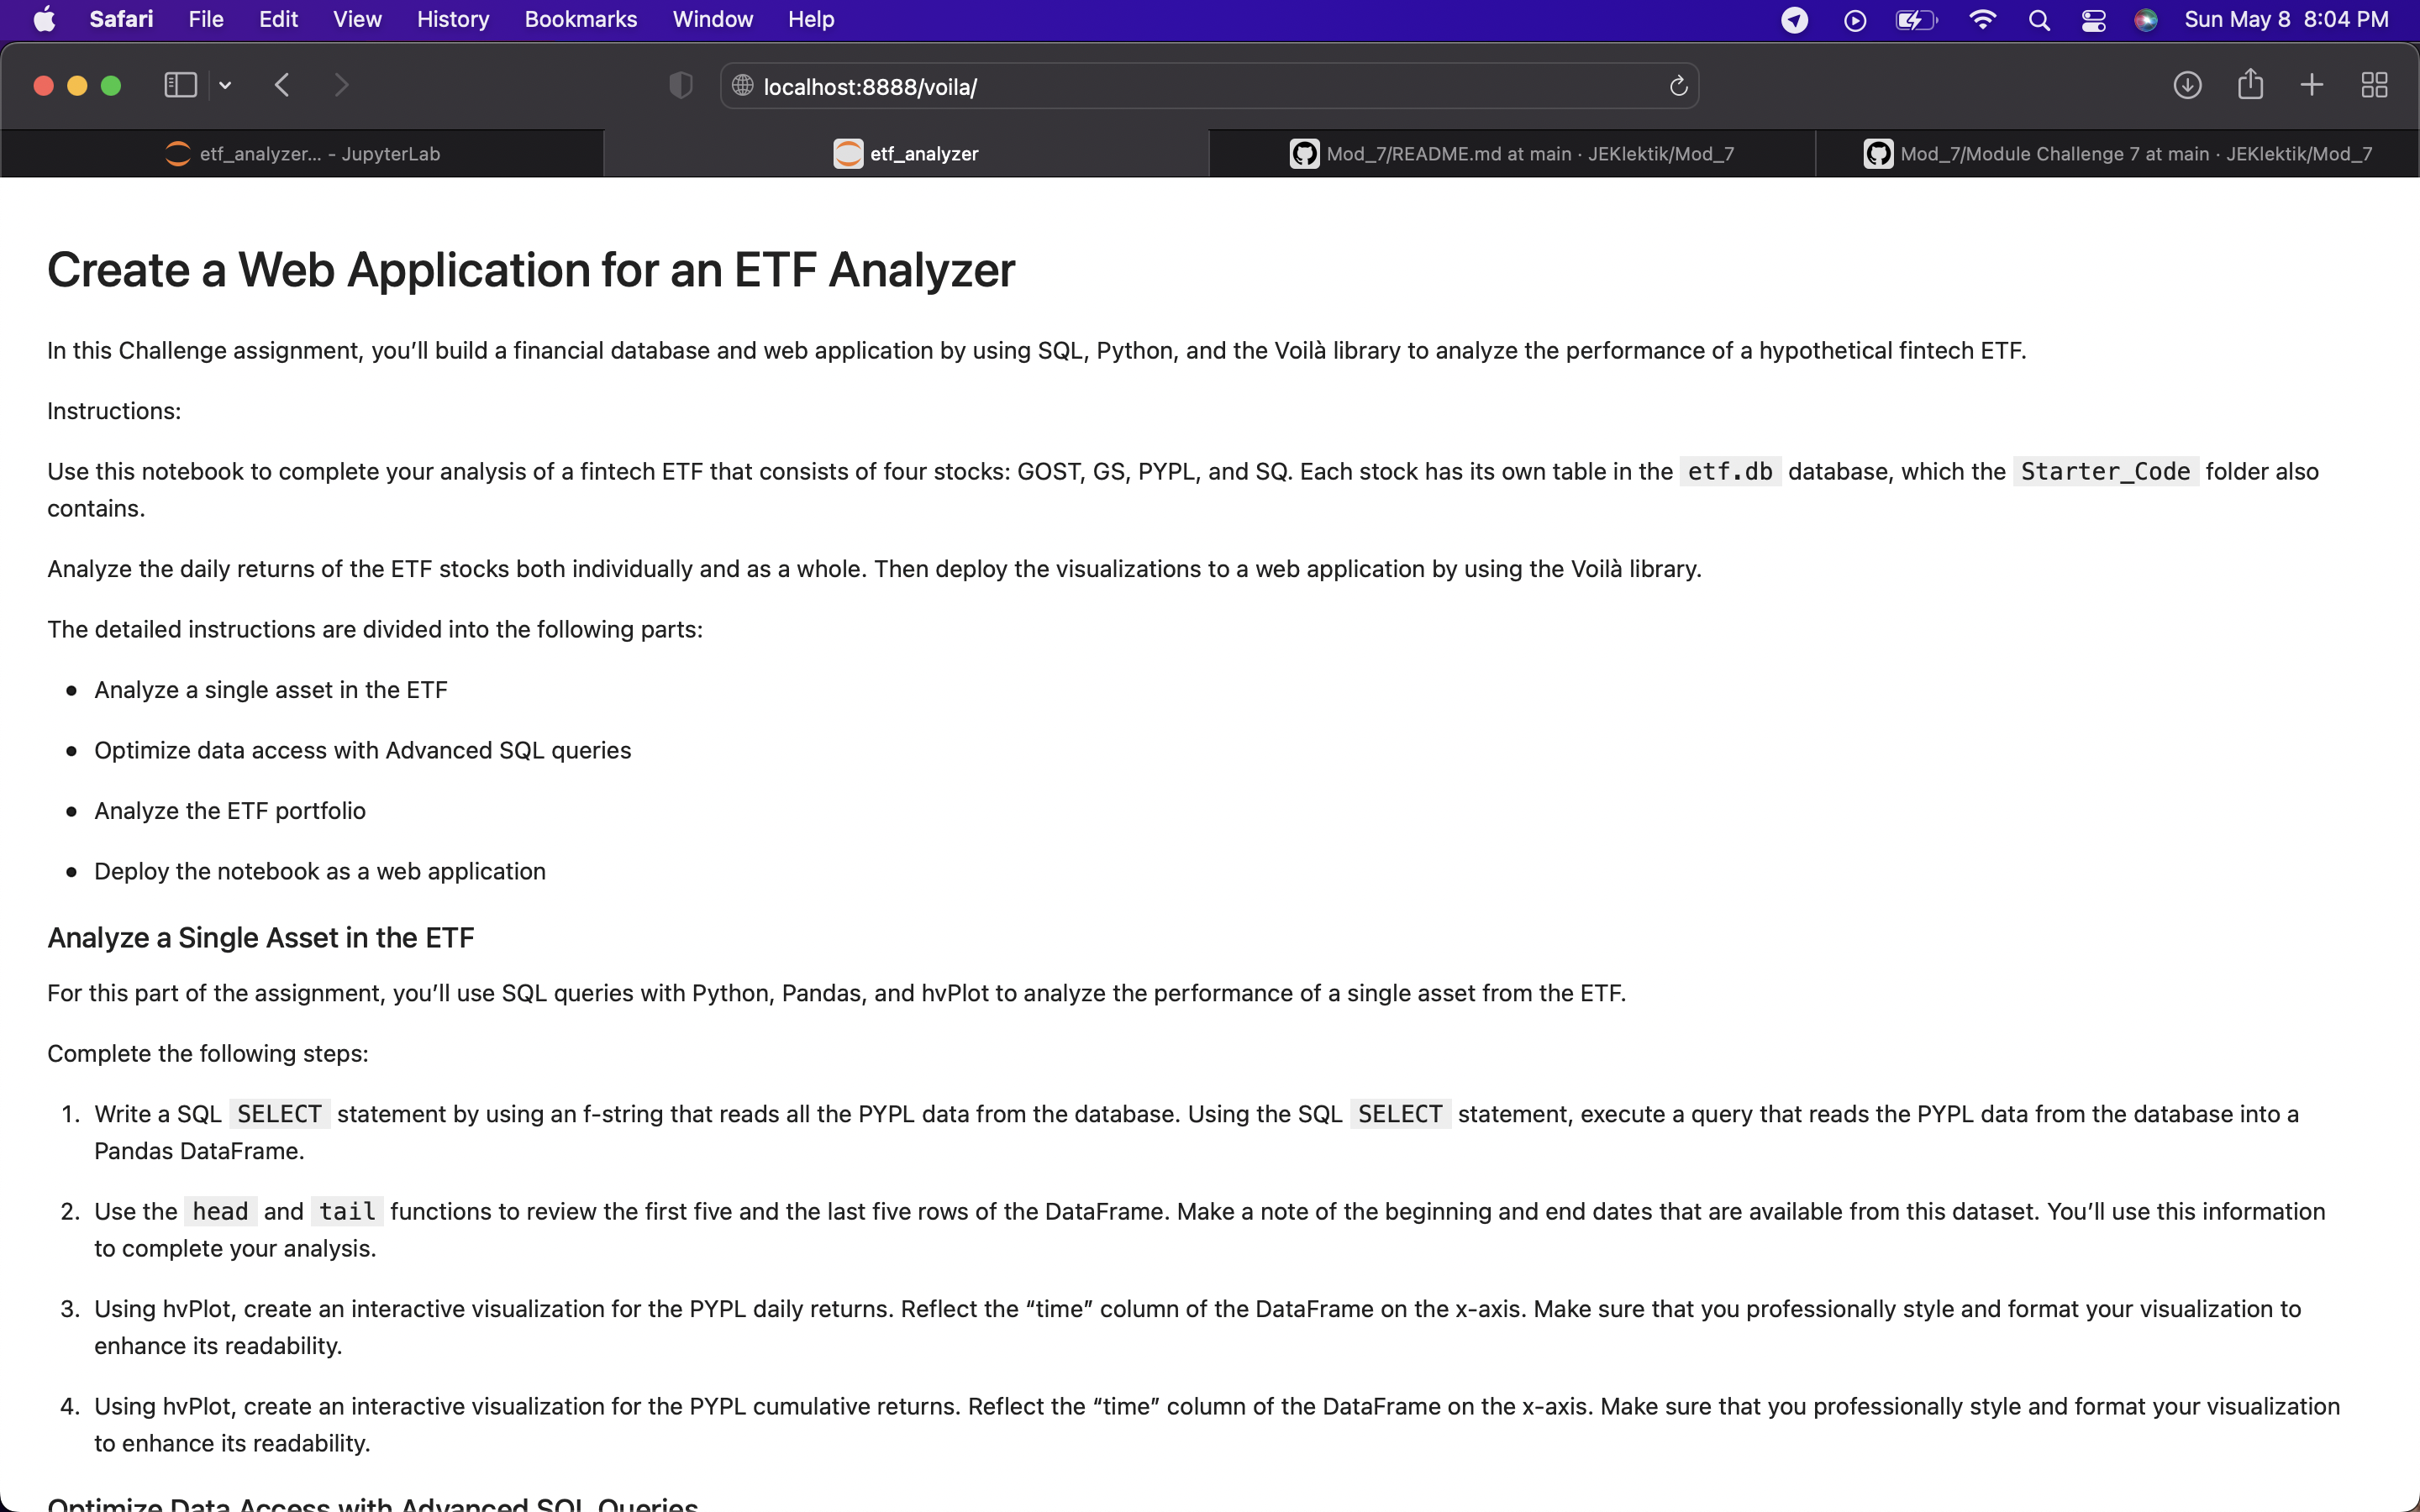 Safari File Edit View History Bookmarks Window Help Sun May 8 8:04 PM
localhost:8888/voila/
etf_analyzer... - JupyterLab
etf_analyzer
Mod_7/README.md at main · JEKlektik/Mod_7
Mod_7/Module Challenge 7 at main · JEKlektik/Mod_7
Create a Web Application for an ETF Analyzer
In this Challenge assignment, you’ll build a financial database and web application by using SQL, Python, and the Voilà library to analyze the performance of a hypothetical fintech ETF.
Instructions:
Use this notebook to complete your analysis of a fintech ETF that consists of four stocks: GOST, GS, PYPL, and SQ. Each stock has its own table in the etf.db database, which the Starter_Code folder also
contains.
Analyze the daily returns of the ETF stocks both individually and as a whole. Then deploy the visualizations to a web application by using the Voilà library.
The detailed instructions are divided into the following parts:
• Analyze a single asset in the ETF
• Optimize data access with Advanced SQL queries
• Analyze the ETF portfolio
• Deploy the notebook as a web application
Analyze a Single Asset in the ETF
For this part of the assignment, you’ll use SQL queries with Python, Pandas, and hvPlot to analyze the performance of a single asset from the ETF.
Complete the following steps:
1. Write a SQL SELECT statement by using an f-string that reads all the PYPL data from the database. Using the SQL SELECT statement, execute a query that reads the PYPL data from the database into a
Pandas DataFrame.
2. Use the head and tail functions to review the first five and the last five rows of the DataFrame. Make a note of the beginning and end dates that are available from this dataset. You’ll use this information
to complete your analysis.
3. Using hvPlot, create an interactive visualization for the PYPL daily returns. Reflect the “time” column of the DataFrame on the x-axis. Make sure that you professionally style and format your visualization to
enhance its readability.
4. Using hvPlot, create an interactive visualization for the PYPL cumulative returns. Reflect the “time” column of the DataFrame on the x-axis. Make sure that you professionally style and format your visualization
to enhance its readability.
Optimize Data Access with Advanced SQL Queries